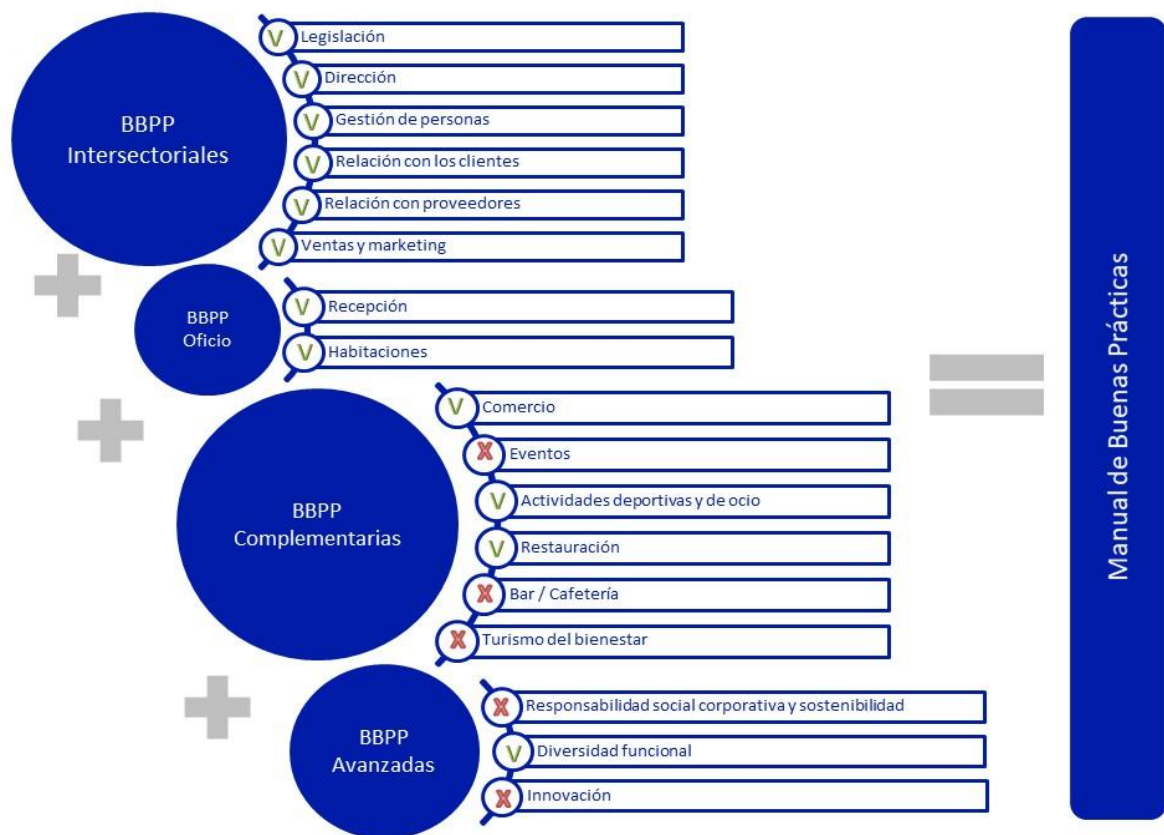 BBPP
Intersectoriales
V Legislación
V Dirección
V Gestión de personas
V Relación con los clientes
V Relación con proveedores
V Ventas y marketing
BBPP
Oficio
V Recepción
V Habitaciones
BBPP
Complementarias
V Comercio
X Eventos
V Actividades deportivas y de ocio
V Restauración
X Bar / Cafetería
X Turismo del bienestar
BBPP
Avanzadas
X Responsabilidad social corporativa y sostenibilidad
V Diversidad funcional
X Innovación
Manual de Buenas Prácticas